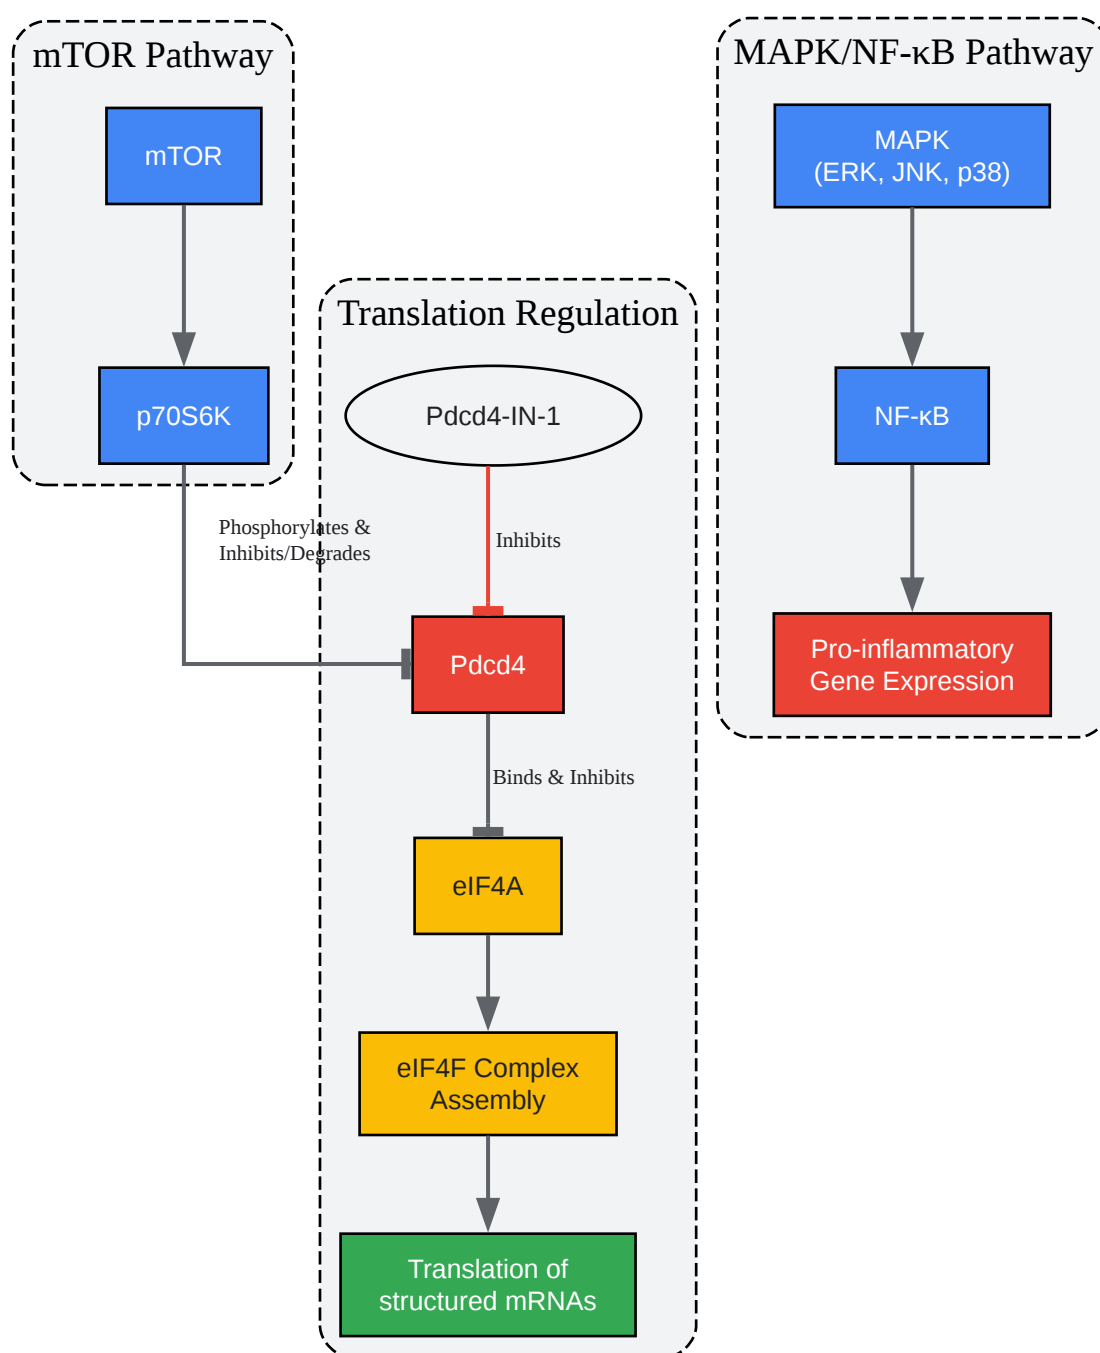 mTOR Pathway
mTOR
p70S6K
Phosphorylates &
Inhibits/Degrades
Translation Regulation
Pdcd4-IN-1
Inhibits
Pdcd4
Binds & Inhibits
eIF4A
eIF4F Complex
Assembly
Translation of
structured mRNAs
MAPK/NF-κB Pathway
MAPK
(ERK, JNK, p38)
NF-κB
Pro-inflammatory
Gene Expression